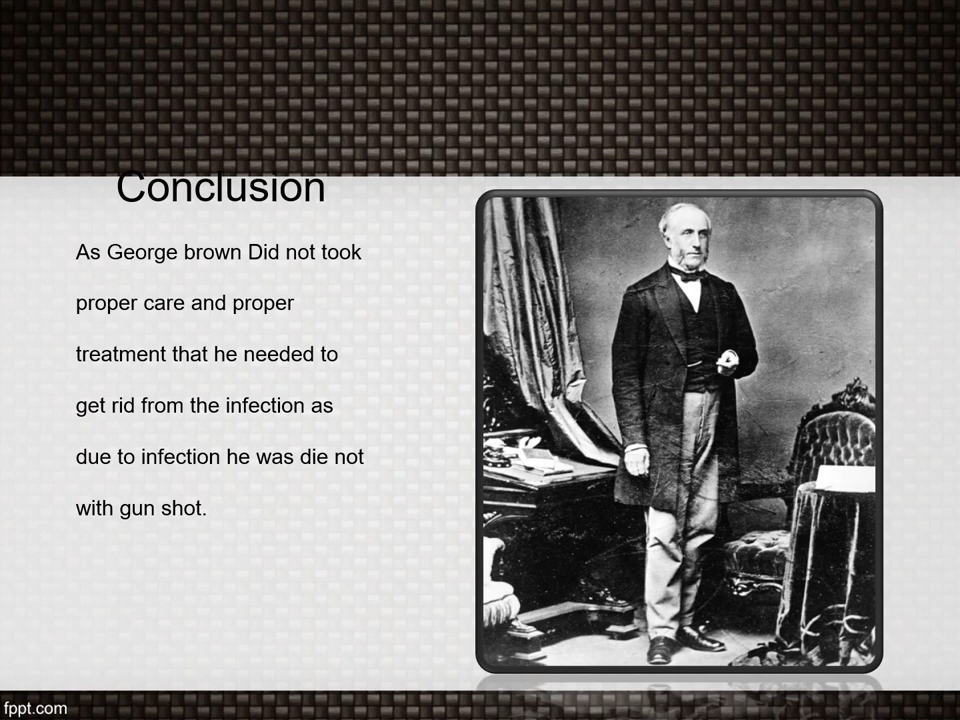 Conclusion
As George brown Did not took
proper care and proper
treatment that he needed to
get rid from the infection as
due to infection he was die not
with gun shot.
fppt.com